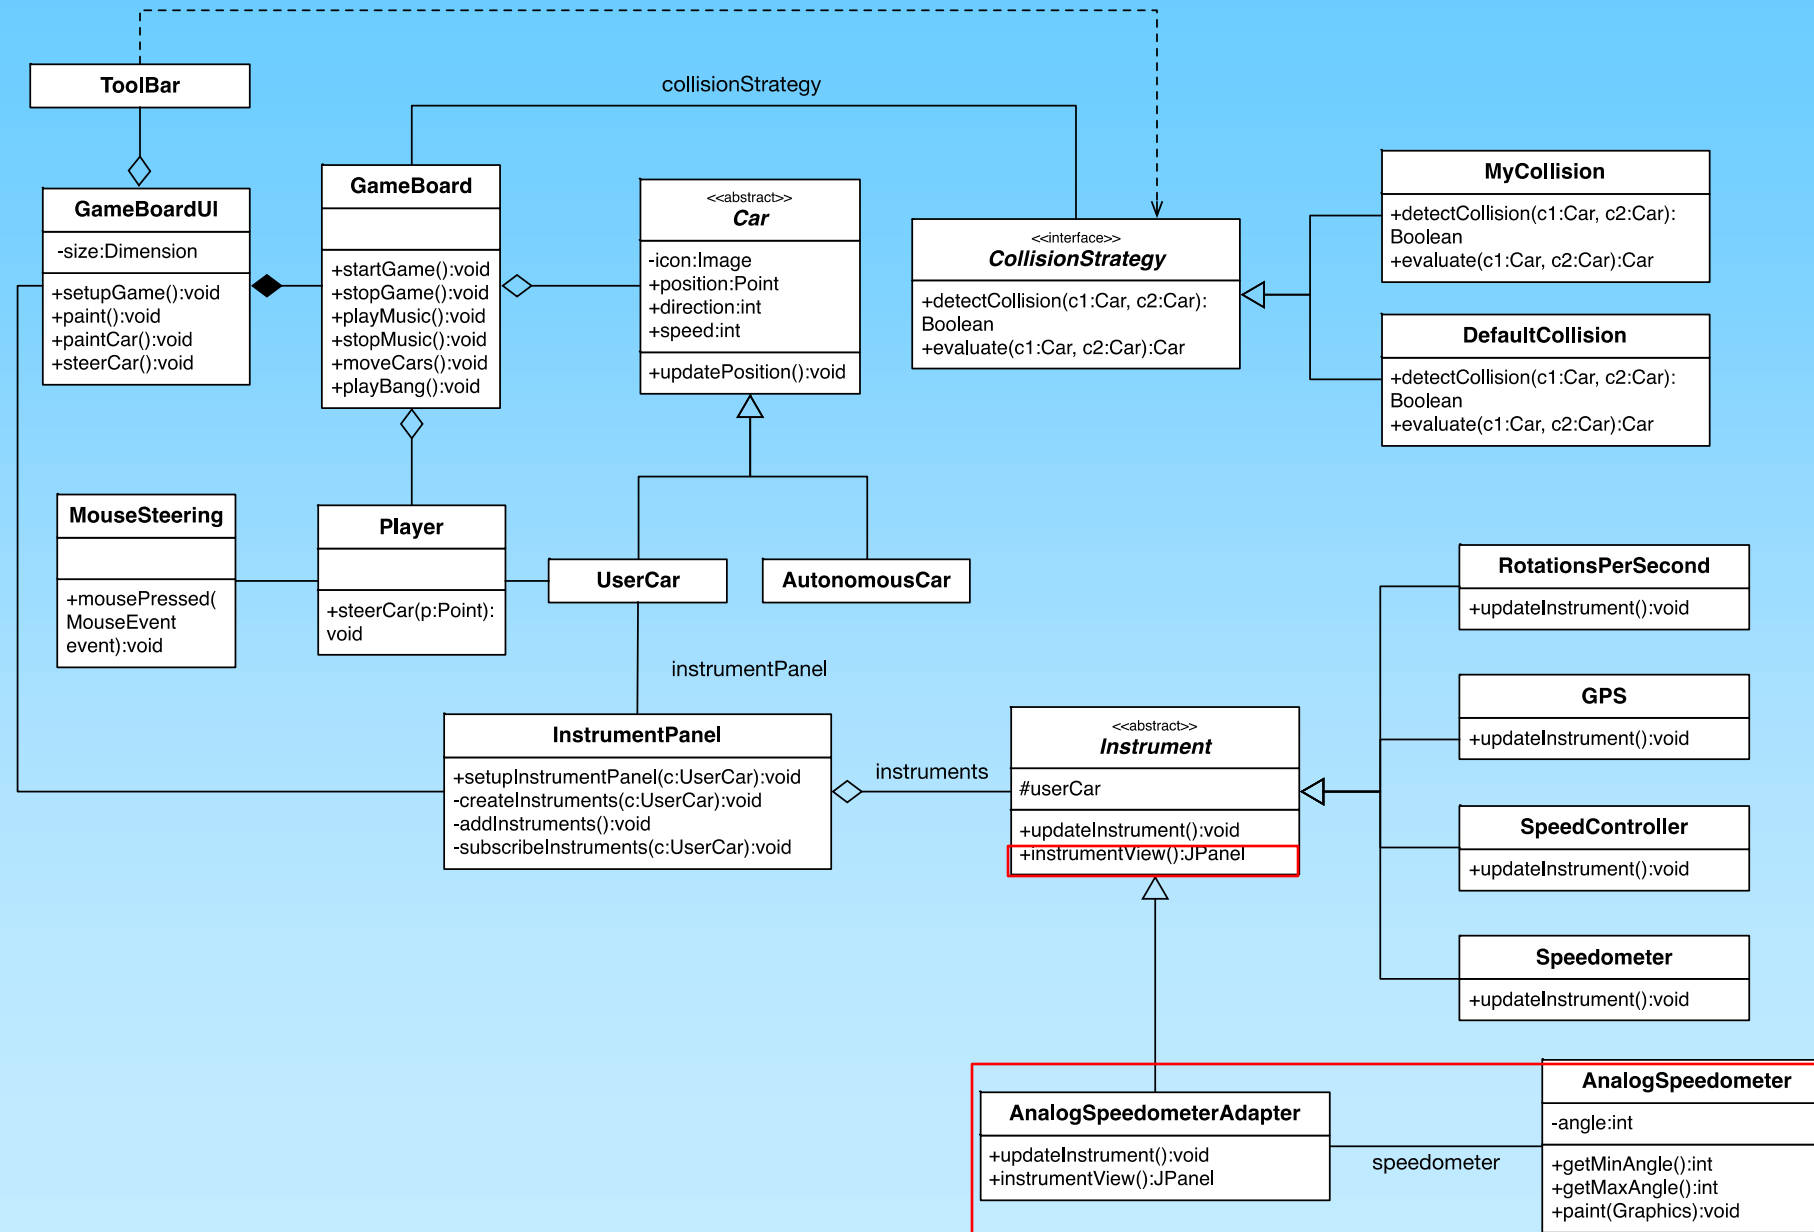 ToolBar
collisionStrategy
GameBoardUI
-size:Dimension
+setupGame():void
+paint():void
+paintCar():void
+steerCar():void
GameBoard
+startGame():void
+stopGame():void
+playMusic():void
+stopMusic():void
+moveCars():void
+playBang():void
<<abstract>>
Car
-icon:Image
+position:Point
+direction:int
+speed:int
+updatePosition():void
<<interface>>
CollisionStrategy
+detectCollision(c1:Car, c2:Car):
Boolean
+evaluate(c1:Car, c2:Car):Car
MyCollision
+detectCollision(c1:Car, c2:Car):
Boolean
+evaluate(c1:Car, c2:Car):Car
DefaultCollision
+detectCollision(c1:Car, c2:Car):
Boolean
+evaluate(c1:Car, c2:Car):Car
MouseSteering
+mousePressed(
MouseEvent
event):void
Player
+steerCar(p:Point):
void
UserCar
AutonomousCar
instrumentPanel
InstrumentPanel
+setupInstrumentPanel(c:UserCar):void
-createInstruments(c:UserCar):void
-addInstruments():void
-subscribeInstruments(c:UserCar):void
instruments
<<abstract>>
Instrument
#userCar
+updateInstrument():void
+instrumentView():JPanel
RotationsPerSecond
+updateInstrument():void
GPS
+updateInstrument():void
SpeedController
+updateInstrument():void
Speedometer
+updateInstrument():void
AnalogSpeedometerAdapter
+updateInstrument():void
+instrumentView():JPanel
speedometer
AnalogSpeedometer
-angle:int
+getMinAngle():int
+getMaxAngle():int
+paint(Graphics):void